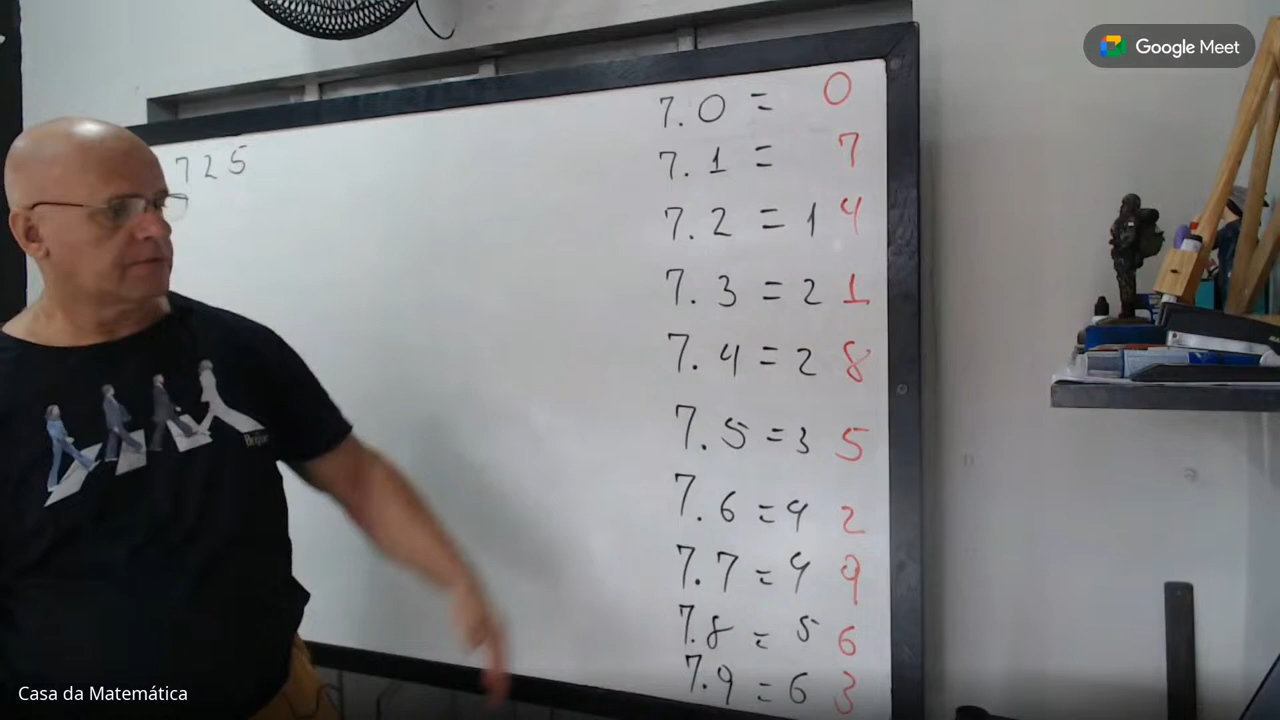 Google Meet
725
7.0 = 0
7.1 = 7
7.2 = 14
7.3 = 21
7.4 = 28
7.5 = 35
7.6 = 42
7.7 = 49
7.8 = 56
7.9 = 63
Casa da Matemática